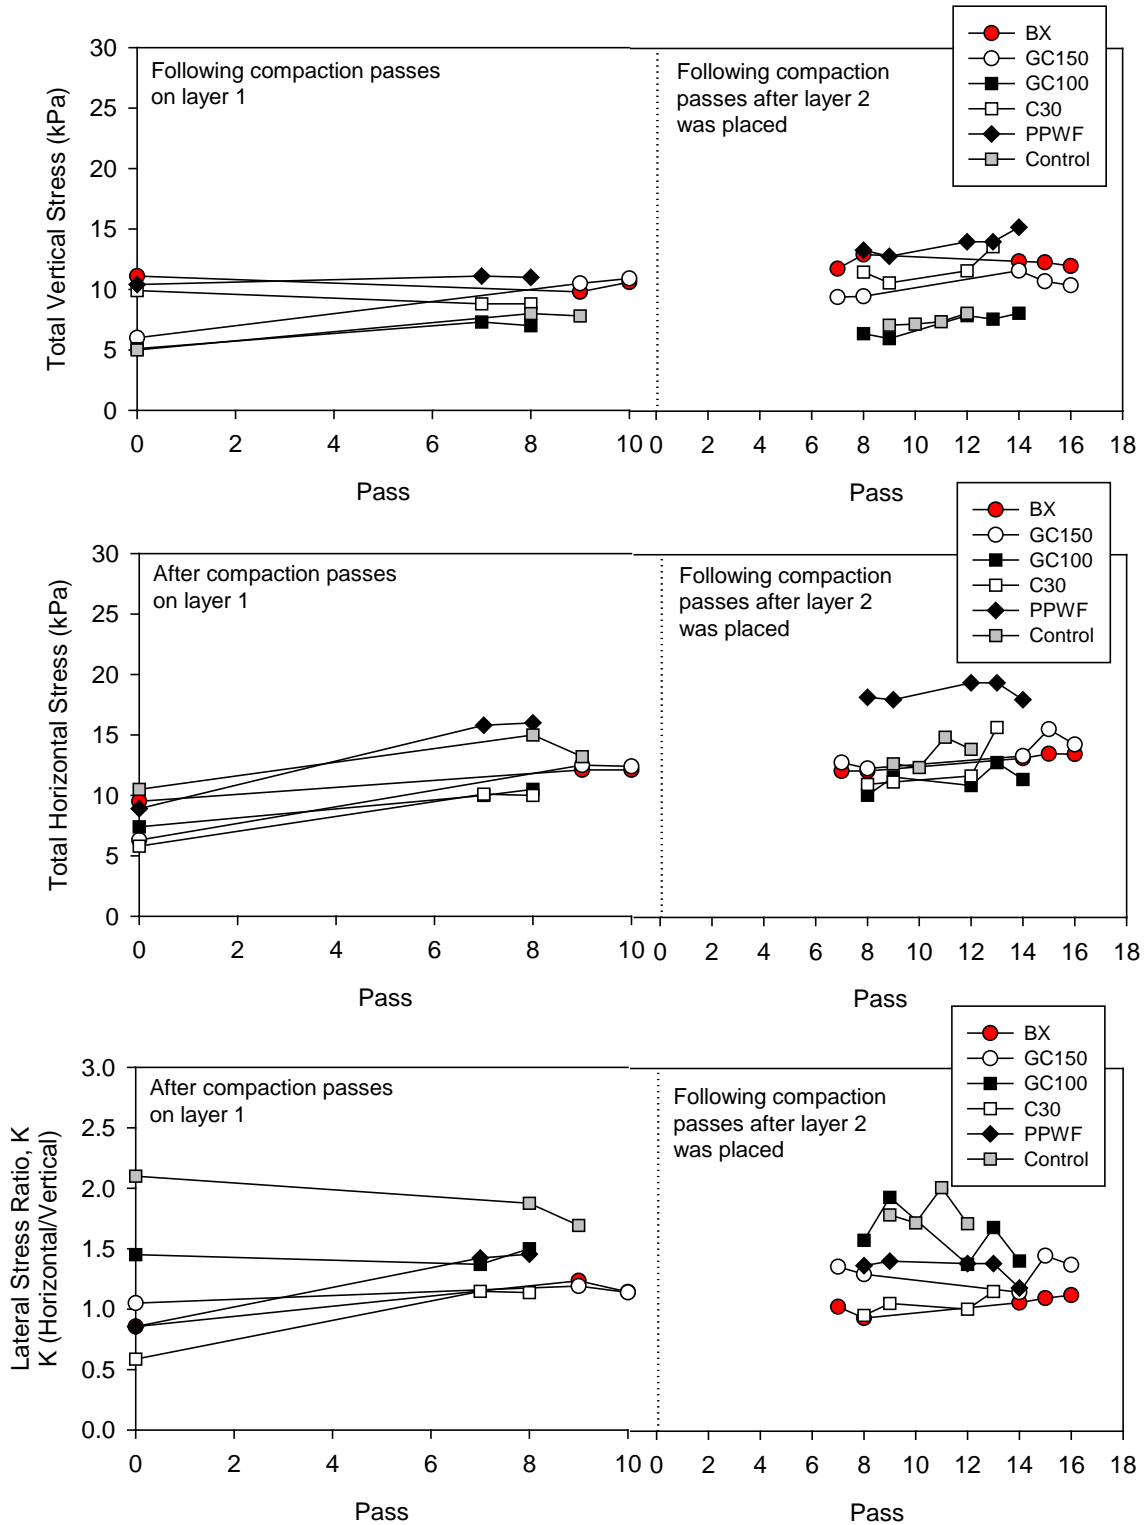 BX
GC150
GC100
C30
PPWF
Control
Total Vertical Stress (kPa)
30
25
20
15
10
5
0
Following compaction passes
on layer 1
Following compaction
passes after layer 2
was placed
0 2 4 6 8 10 0 2 4 6 8 10 12 14 16 18
Pass
Pass
BX
GC150
GC100
C30
PPWF
Control
Total Horizontal Stress (kPa)
30
25
20
15
10
5
0
After compaction passes
on layer 1
Following compaction
passes after layer 2
was placed
0 2 4 6 8 10 0 2 4 6 8 10 12 14 16 18
Pass
Pass
BX
GC150
GC100
C30
PPWF
Control
Lateral Stress Ratio, K
K (Horizontal/Vertical)
3.0
2.5
2.0
1.5
1.0
0.5
0.0
After compaction passes
on layer 1
Following compaction
passes after layer 2
was placed
0 2 4 6 8 10 0 2 4 6 8 10 12 14 16 18
Pass
Pass